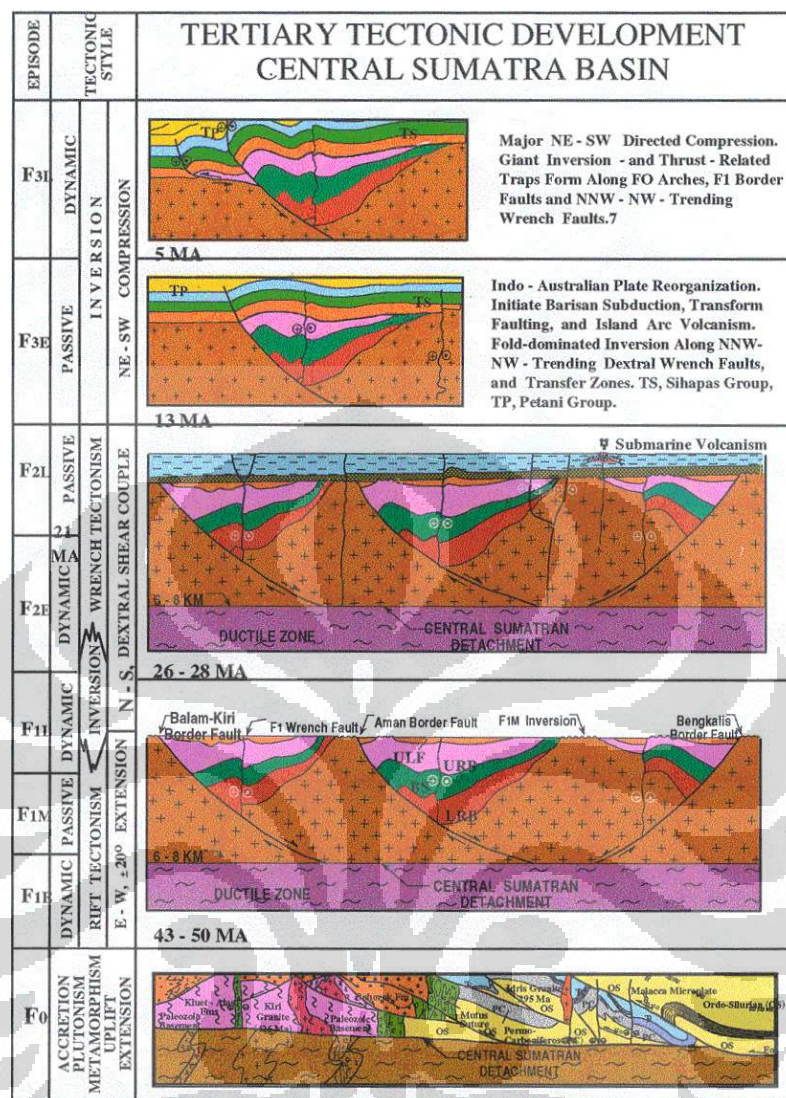 EPISODE
TECTONIC
STYLE
TERTIARY TECTONIC DEVELOPMENT
CENTRAL SUMATRA BASIN
F3L
DYNAMIC
INVERSION
NE - SW COMPRESSION
TP
TS
5 MA
Major NE - SW Directed Compression.
Giant Inversion - and Thrust - Related
Traps Form Along FO Arches, F1 Border
Faults and NNW - NW - Trending
Wrench Faults.7
F3E
PASSIVE
TP
TS
13 MA
Indo - Australian Plate Reorganization.
Initiate Barisan Subduction, Transform
Faulting, and Island Arc Volcanism.
Fold-dominated Inversion Along NNW-
NW - Trending Dextral Wrench Faults,
and Transfer Zones. TS, Sihapas Group,
TP, Petani Group.
F2L
PASSIVE
21
MA
WRENCH TECTONISM
N - S, DEXTRAL SHEAR COUPLE
Submarine Volcanism
F2E
DYNAMIC
6 - 8 KM
DUCTILE ZONE
CENTRAL SUMATRAN
DETACHMENT
26 - 28 MA
F1L
DYNAMIC
INVERSION
Balam-Kiri
Border Fault
F1 Wrench Fault
Aman Border Fault
F1M Inversion
Bengkalis
Border Fault
ULF
URB
BS
LRB
F1M
PASSIVE
RIFT TECTONISM
E - W, ±20° EXTENSION
F1E
DYNAMIC
6 - 8 KM
DUCTILE ZONE
CENTRAL SUMATRAN
DETACHMENT
43 - 50 MA
F0
ACCRETION
PLUTONISM
METAMORPHISM
UPLIFT
EXTENSION
Paleozoic
Basement
Kiri
Granite
Paleozoic
Basement
Mutus
Suture
Idris Granite
295 Ma
PC
OS
Permo-
Carboniferous
OS
OS
OS
Malacca Microplate
Ordo-Silurian (OS)
OS
CENTRAL SUMATRAN
DETACHMENT